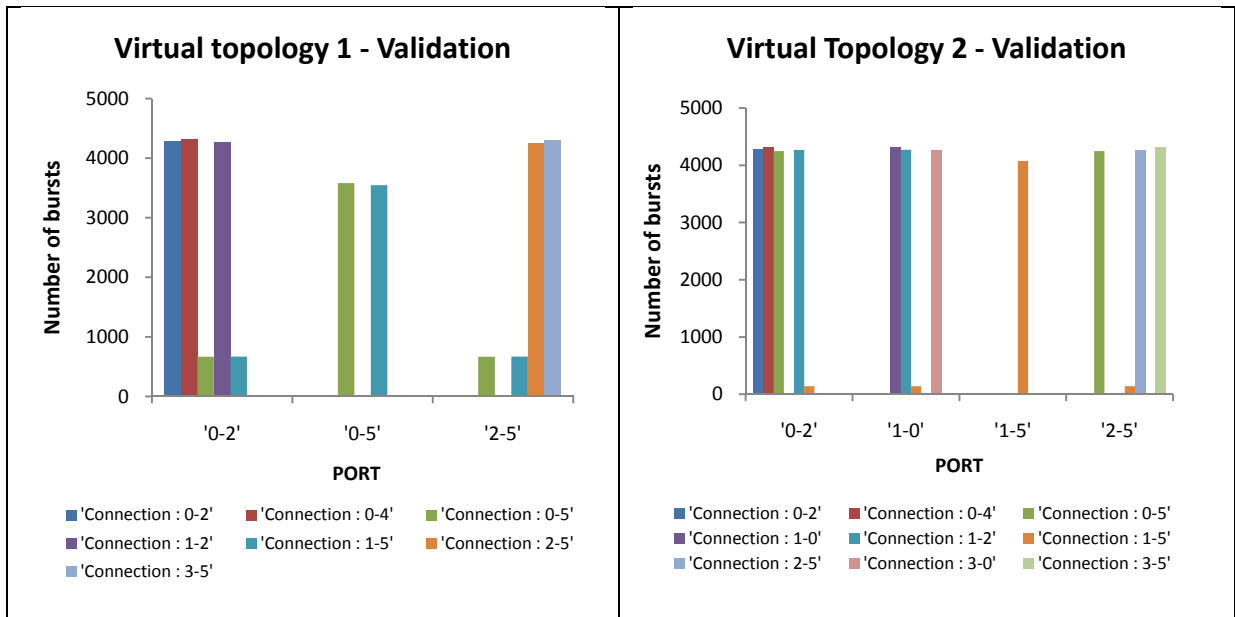 Virtual topology 1 - Validation
Number of bursts
5000
4000
3000
2000
1000
0
'0-2' '0-5' '2-5'
PORT
'Connection : 0-2' 'Connection : 0-4' 'Connection : 0-5'
'Connection : 1-2' 'Connection : 1-5' 'Connection : 2-5'
'Connection : 3-5'
Virtual Topology 2 - Validation
Number of bursts
5000
4000
3000
2000
1000
0
'0-2' '1-0' '1-5' '2-5'
PORT
'Connection : 0-2' 'Connection : 0-4' 'Connection : 0-5'
'Connection : 1-0' 'Connection : 1-2' 'Connection : 1-5'
'Connection : 2-5' 'Connection : 3-0' 'Connection : 3-5'